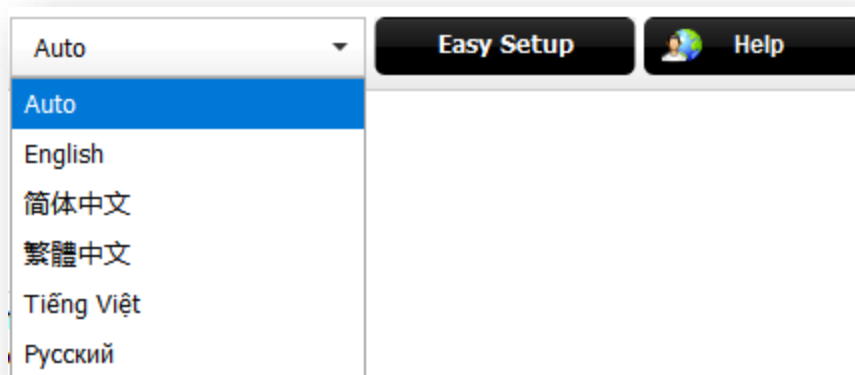 Auto
Easy Setup
Help
Auto
English
简体中文
繁體中文
Tiếng Việt
Русский